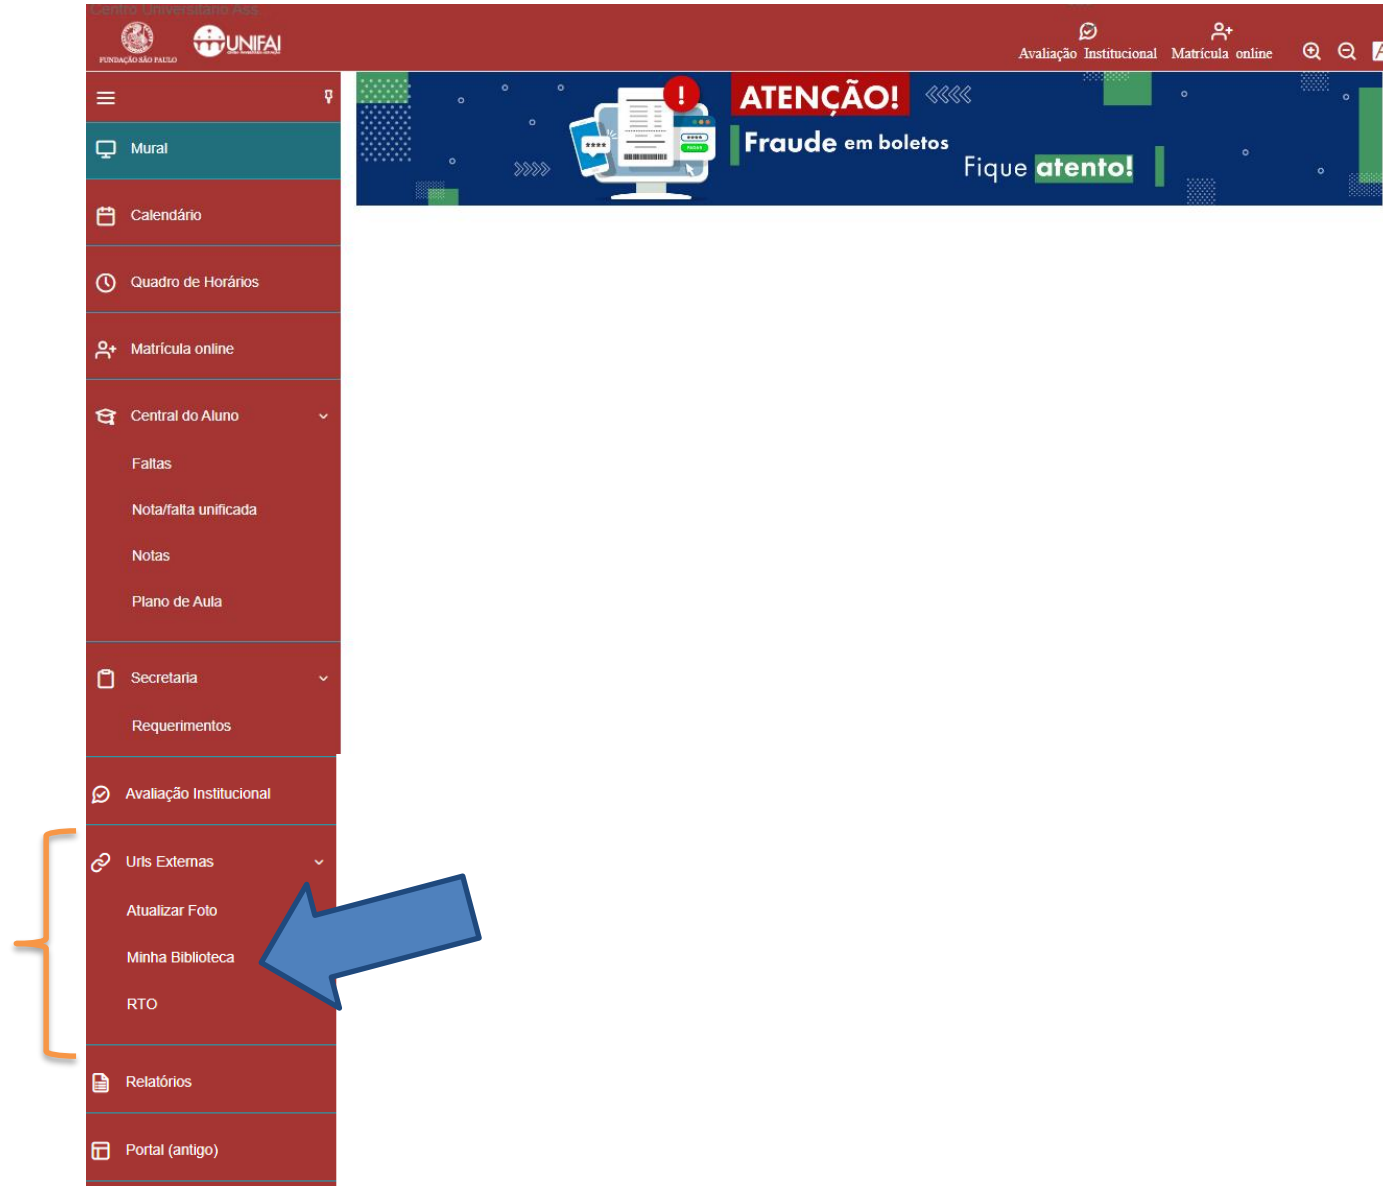 Centro Universitário Ass
FUNDAÇÃO SÃO PAULO
UNIFAI
Avaliação Institucional
Matrícula online
A
Mural
Calendário
Quadro de Horários
Matrícula online
Central do Aluno
Faltas
Nota/falta unificada
Notas
Plano de Aula
Secretaria
Requerimentos
Avaliação Institucional
Urls Externas
Atualizar Foto
Minha Biblioteca
RTO
Relatórios
Portal (antigo)
ATENÇÃO!
Fraude em boletos
Fique atento!